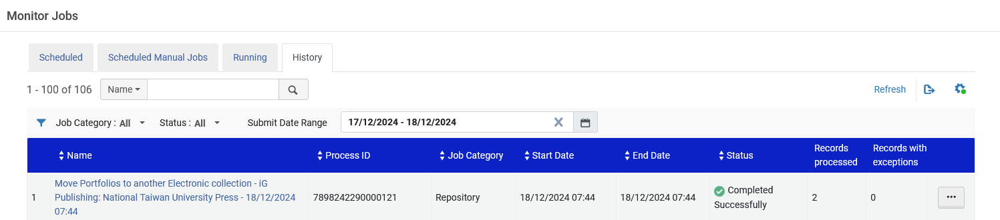 Monitor Jobs
Scheduled Scheduled Manual Jobs Running History
1 - 100 of 106 Name Refresh
Job Category : All Status : All Submit Date Range 17/12/2024 - 18/12/2024
Name Process ID Job Category Start Date End Date Status Records processed Records with exceptions
1 Move Portfolios to another Electronic collection - iG
Publishing: National Taiwan University Press - 18/12/2024
07:44
7898242290000121 Repository 18/12/2024 07:44 18/12/2024 07:44 Completed
Successfully
2 0